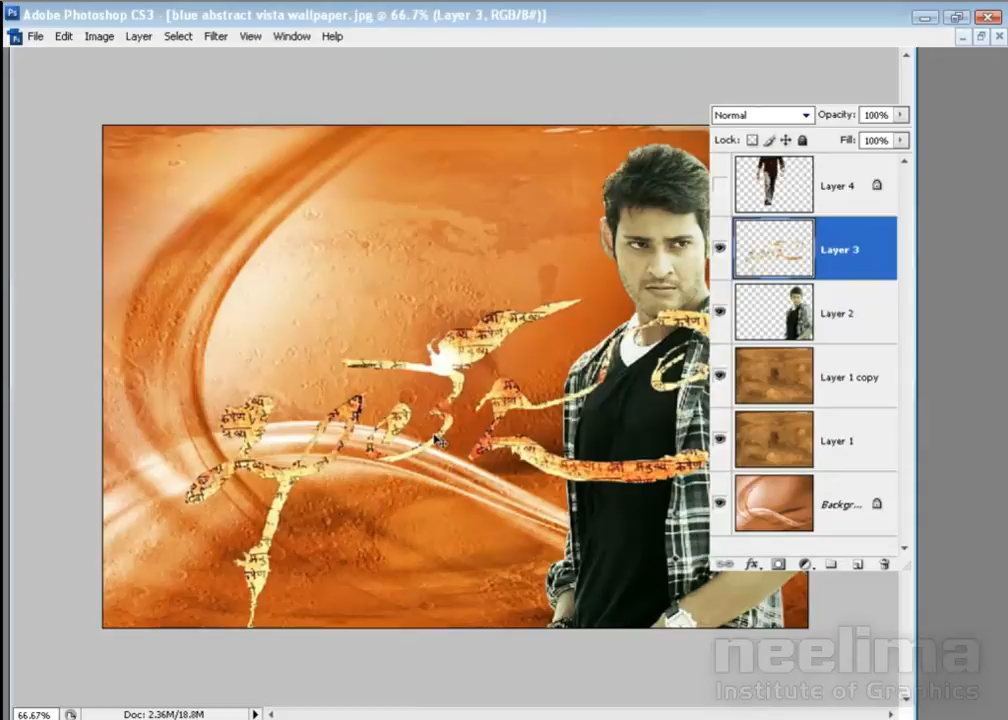 Adobe Photoshop CS3 - [blue abstract vista wallpaper.jpg @ 66.7% (Layer 3, RGB/8#)]
File Edit Image Layer Select Filter View Window Help
Normal Opacity: 100%
Lock: Fill: 100%
Layer 4
Layer 3
Layer 2
Layer 1 copy
Layer 1
Backgr...
neelima
Institute of Graphics
66.67% Doc: 2.36M/18.8M